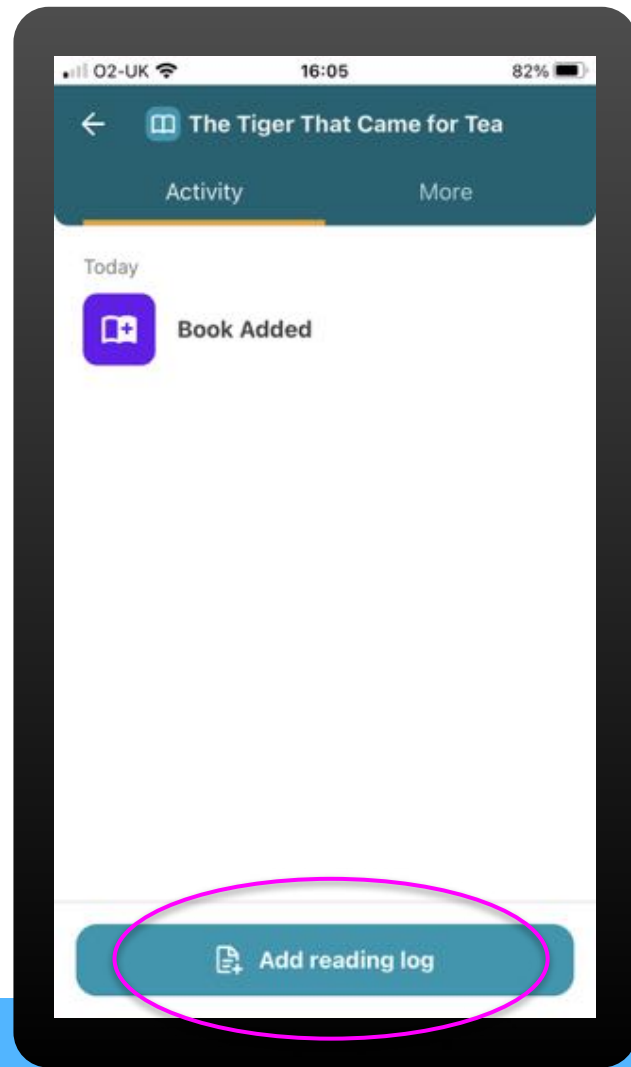 O2-UK 16:05 82%
The Tiger That Came for Tea
Activity More
Today
Book Added
Add reading log